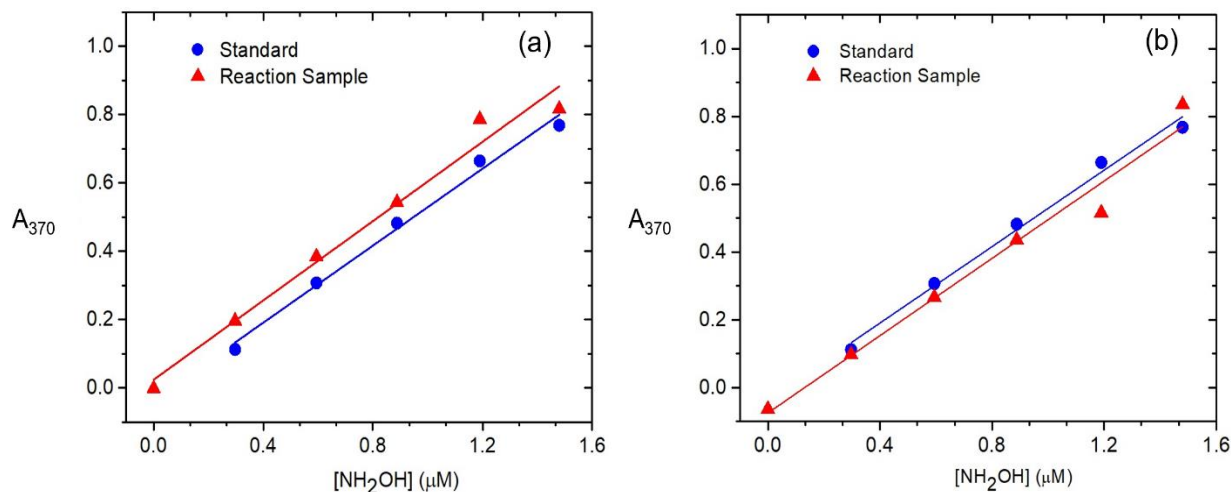 (a)
Standard
Reaction Sample
1.0
0.8
0.6
0.4
0.2
0.0
A₃₇₀
0.0 0.4 0.8 1.2 1.6
[NH₂OH] (μM)
(b)
Standard
Reaction Sample
1.0
0.8
0.6
0.4
0.2
0.0
A₃₇₀
0.0 0.4 0.8 1.2 1.6
[NH₂OH] (μM)